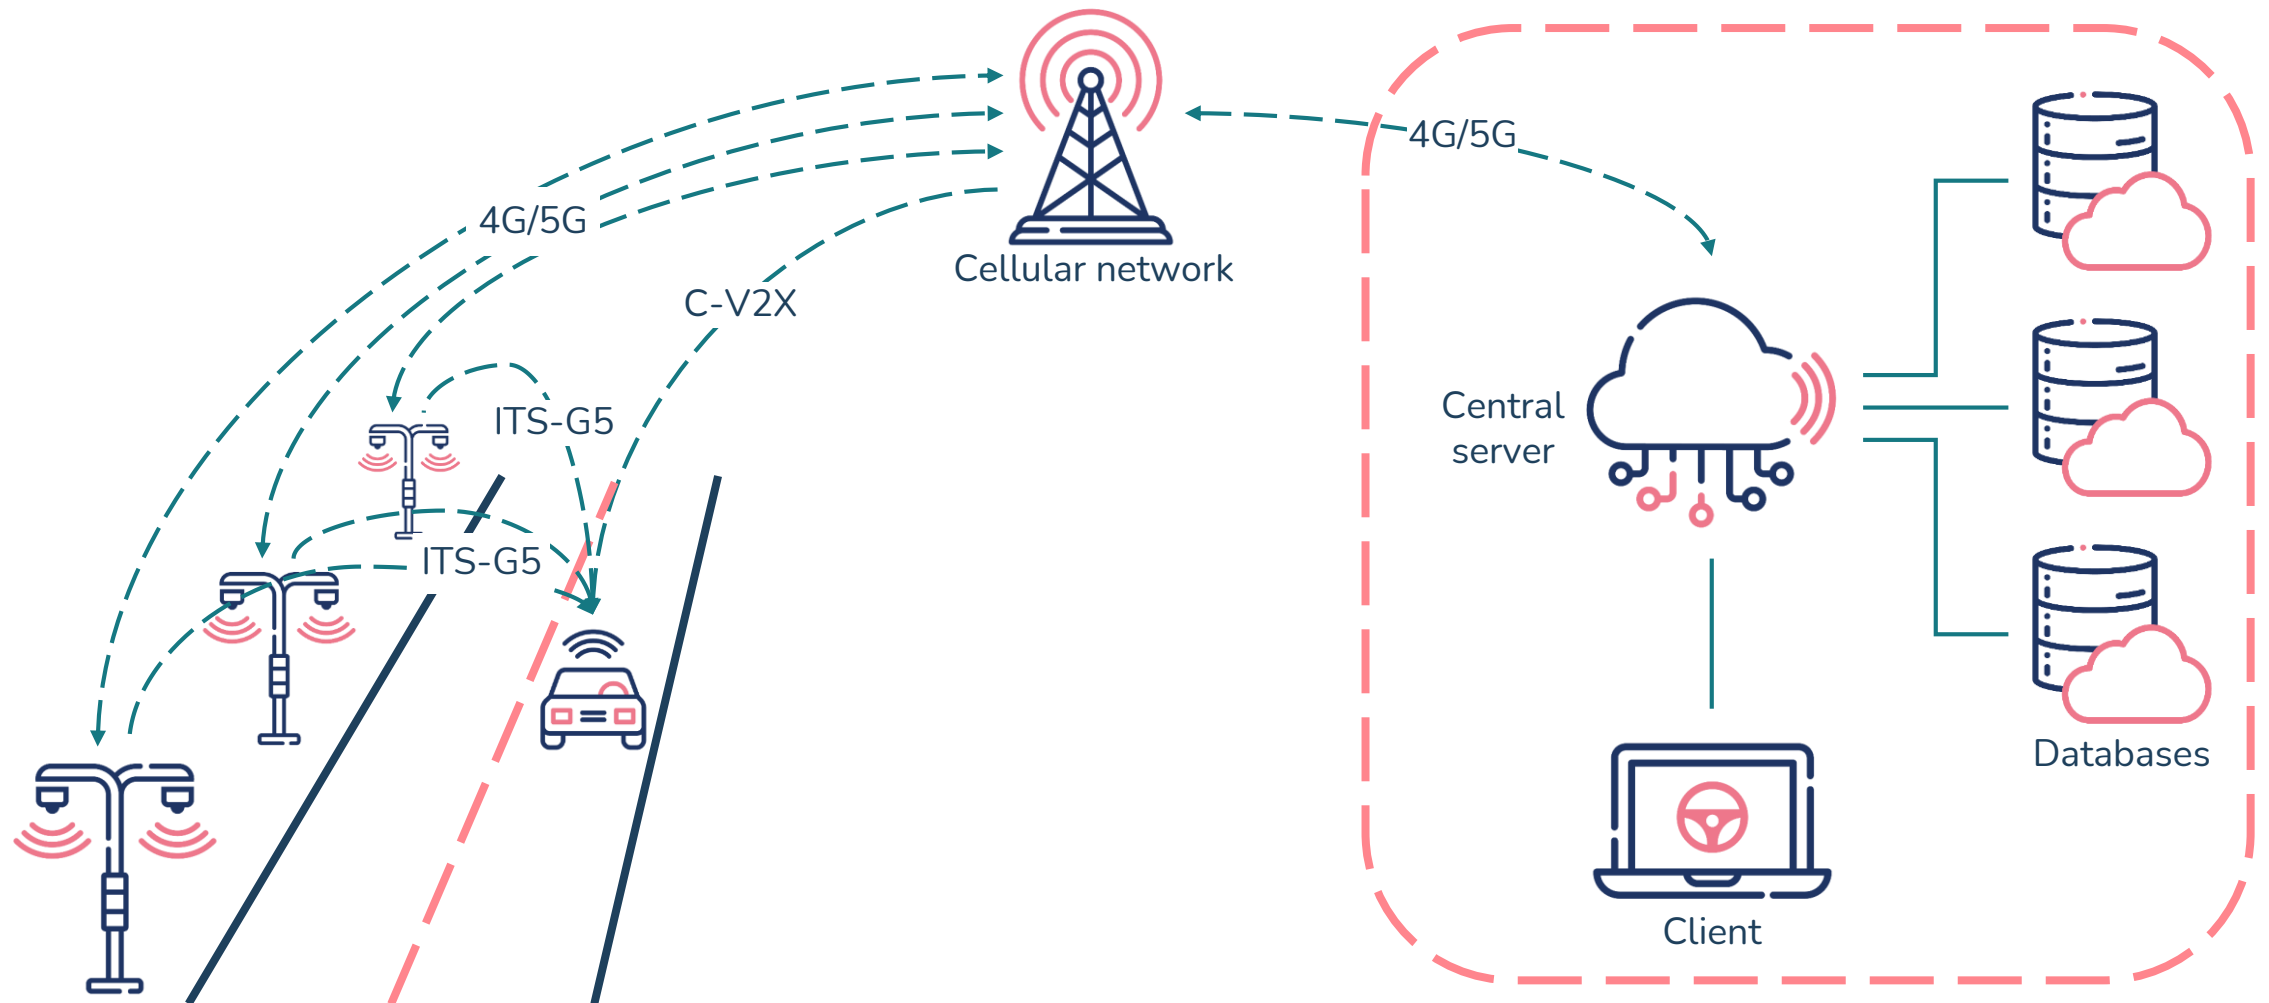 4G/5G
4G/5G
Cellular network
C-V2X
Central
server
ITS-G5
ITS-G5
Databases
Client